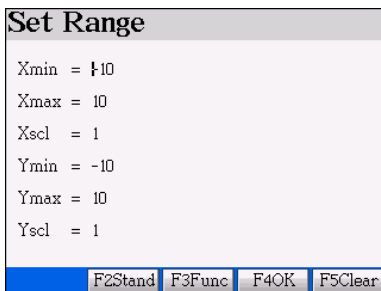 Set Range
Xmin = -10
Xmax = 10
Xscl = 1
Ymin = -10
Ymax = 10
Yscl = 1
F2Stand F3Func F4OK F5Clear